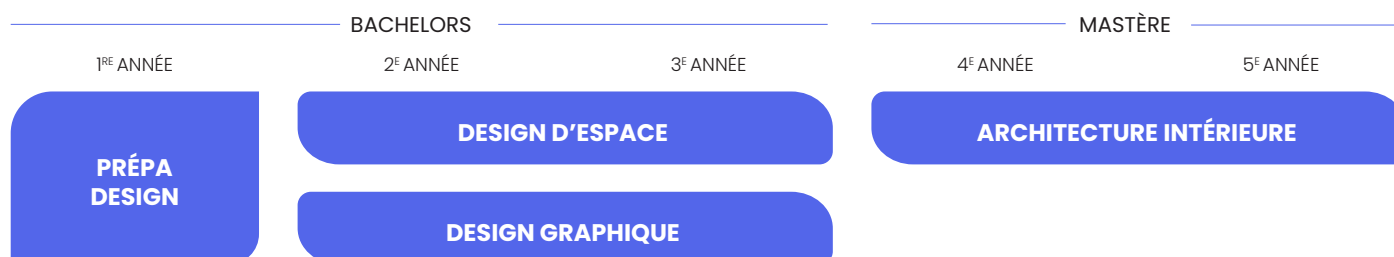 BACHELORS
MASTÈRE
1RE ANNÉE
2E ANNÉE
3E ANNÉE
4E ANNÉE
5E ANNÉE
PRÉPA
DESIGN
DESIGN D’ESPACE
ARCHITECTURE INTÉRIEURE
DESIGN GRAPHIQUE